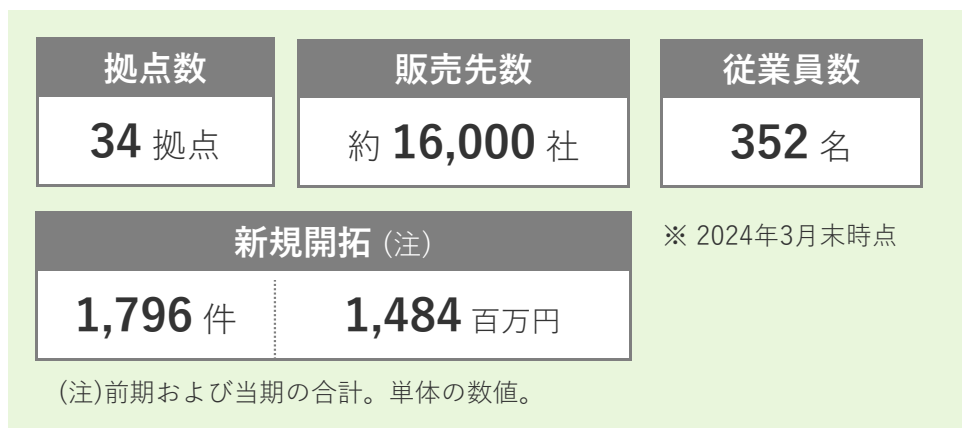 拠点数
34 拠点
販売先数
約 16,000 社
従業員数
352 名
新規開拓 (注)
1,796 件
1,484 百万円
※ 2024年3月末時点
(注)前期および当期の合計。単体の数値。